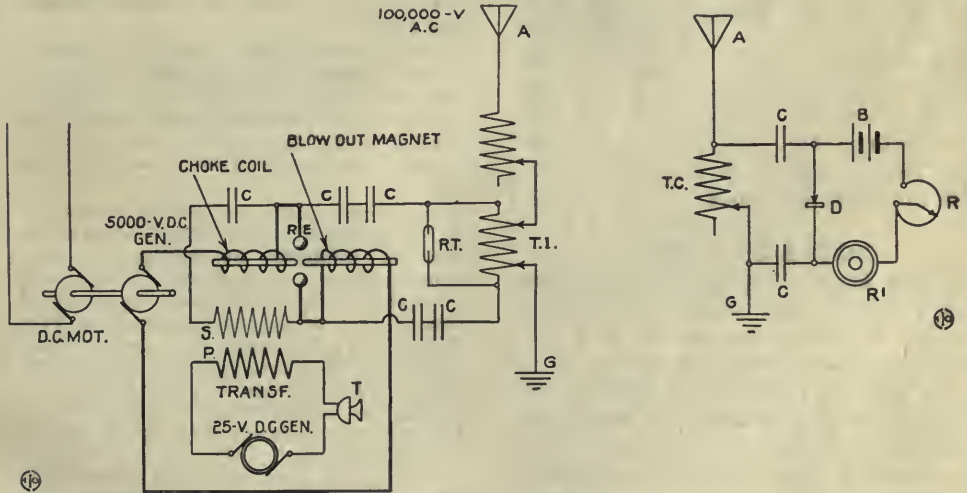 100,000-V
A.C
A
BLOW OUT MAGNET
CHOKE COIL
5000-V. D.C.
GEN.
C
R
E
C
C
R.T.
T.I.
D.C. MOT.
S.
P.
TRANSF.
T
25-V. D.C GEN.
C
C
G
A
C
B
T.C.
D
R
C
R'
G